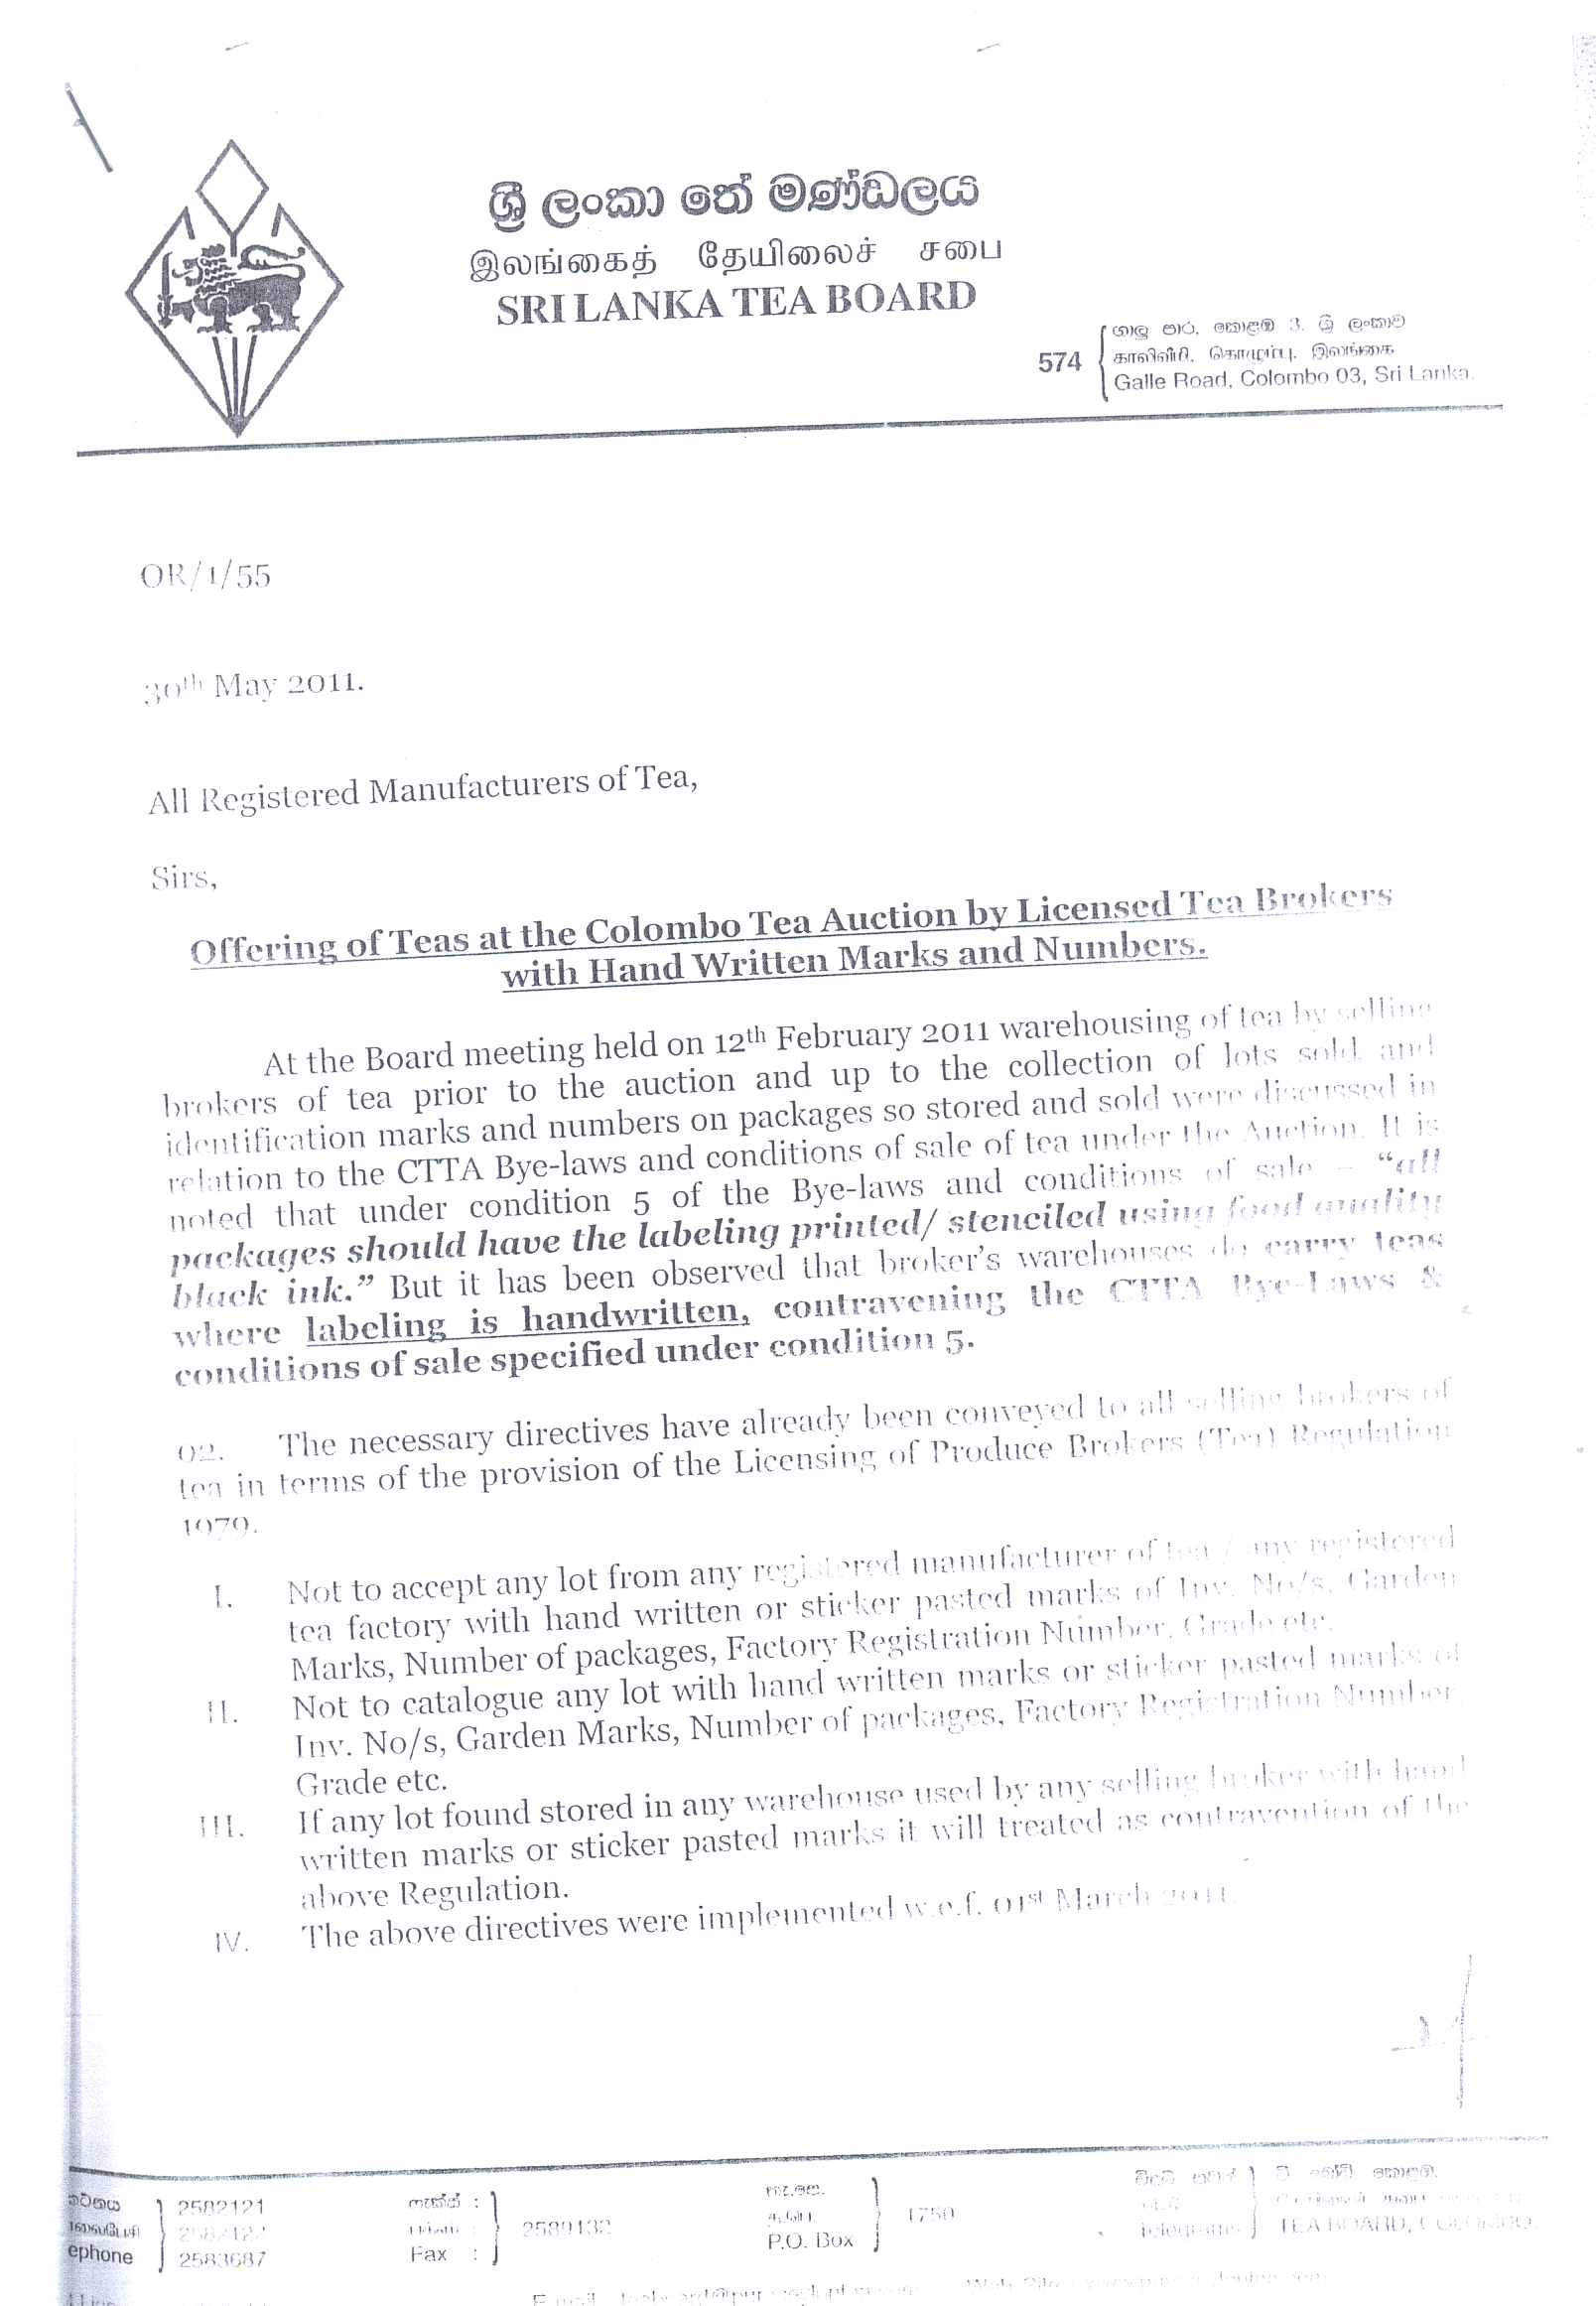 ශ්‍රී ලංකා තේ මණ්ඩලය
இலங்கைத் தேயிலைச் சபை
SRI LANKA TEA BOARD
574
ගාලු පාර, කොළඹ 3, ශ්‍රී ලංකාව
காலிவீதி, கொழும்பு, இலங்கை
Galle Road, Colombo 03, Sri Lanka.
OR/1/55
30th May 2011.
All Registered Manufacturers of Tea,
Sirs,
Offering of Teas at the Colombo Tea Auction by Licensed Tea Brokers
with Hand Written Marks and Numbers.
At the Board meeting held on 12th February 2011 warehousing of tea by selling
brokers of tea prior to the auction and up to the collection of lots sold and
identification marks and numbers on packages so stored and sold were discussed in
relation to the CTTA Bye-laws and conditions of sale of tea under the Auction. It is
noted that under condition 5 of the Bye-laws and conditions of sale – “all
packages should have the labeling printed/ stenciled using food quality
black ink.” But it has been observed that broker’s warehouses do carry teas
where labeling is handwritten, contravening the CTTA Bye-Laws &
conditions of sale specified under condition 5.
02. The necessary directives have already been conveyed to all selling brokers of
tea in terms of the provision of the Licensing of Produce Brokers (Tea) Regulation
1979.
I. Not to accept any lot from any registered manufacturer of tea / any registered
tea factory with hand written or sticker pasted marks of Inv. No/s, Garden
Marks, Number of packages, Factory Registration Number, Grade etc.
II. Not to catalogue any lot with hand written marks or sticker pasted marks of
Inv. No/s, Garden Marks, Number of packages, Factory Registration Number,
Grade etc.
III. If any lot found stored in any warehouse used by any selling broker with hand
written marks or sticker pasted marks it will treated as contravention of the
above Regulation.
IV. The above directives were implemented w.e.f. 01st March 2011.
2582121
2582122
ephone 2583687
ෆැක්ස් :
Fax : 2589132
P.O. Box 1750
Telegrams TEA BOARD, COLOMBO.
E-mail
Web Site